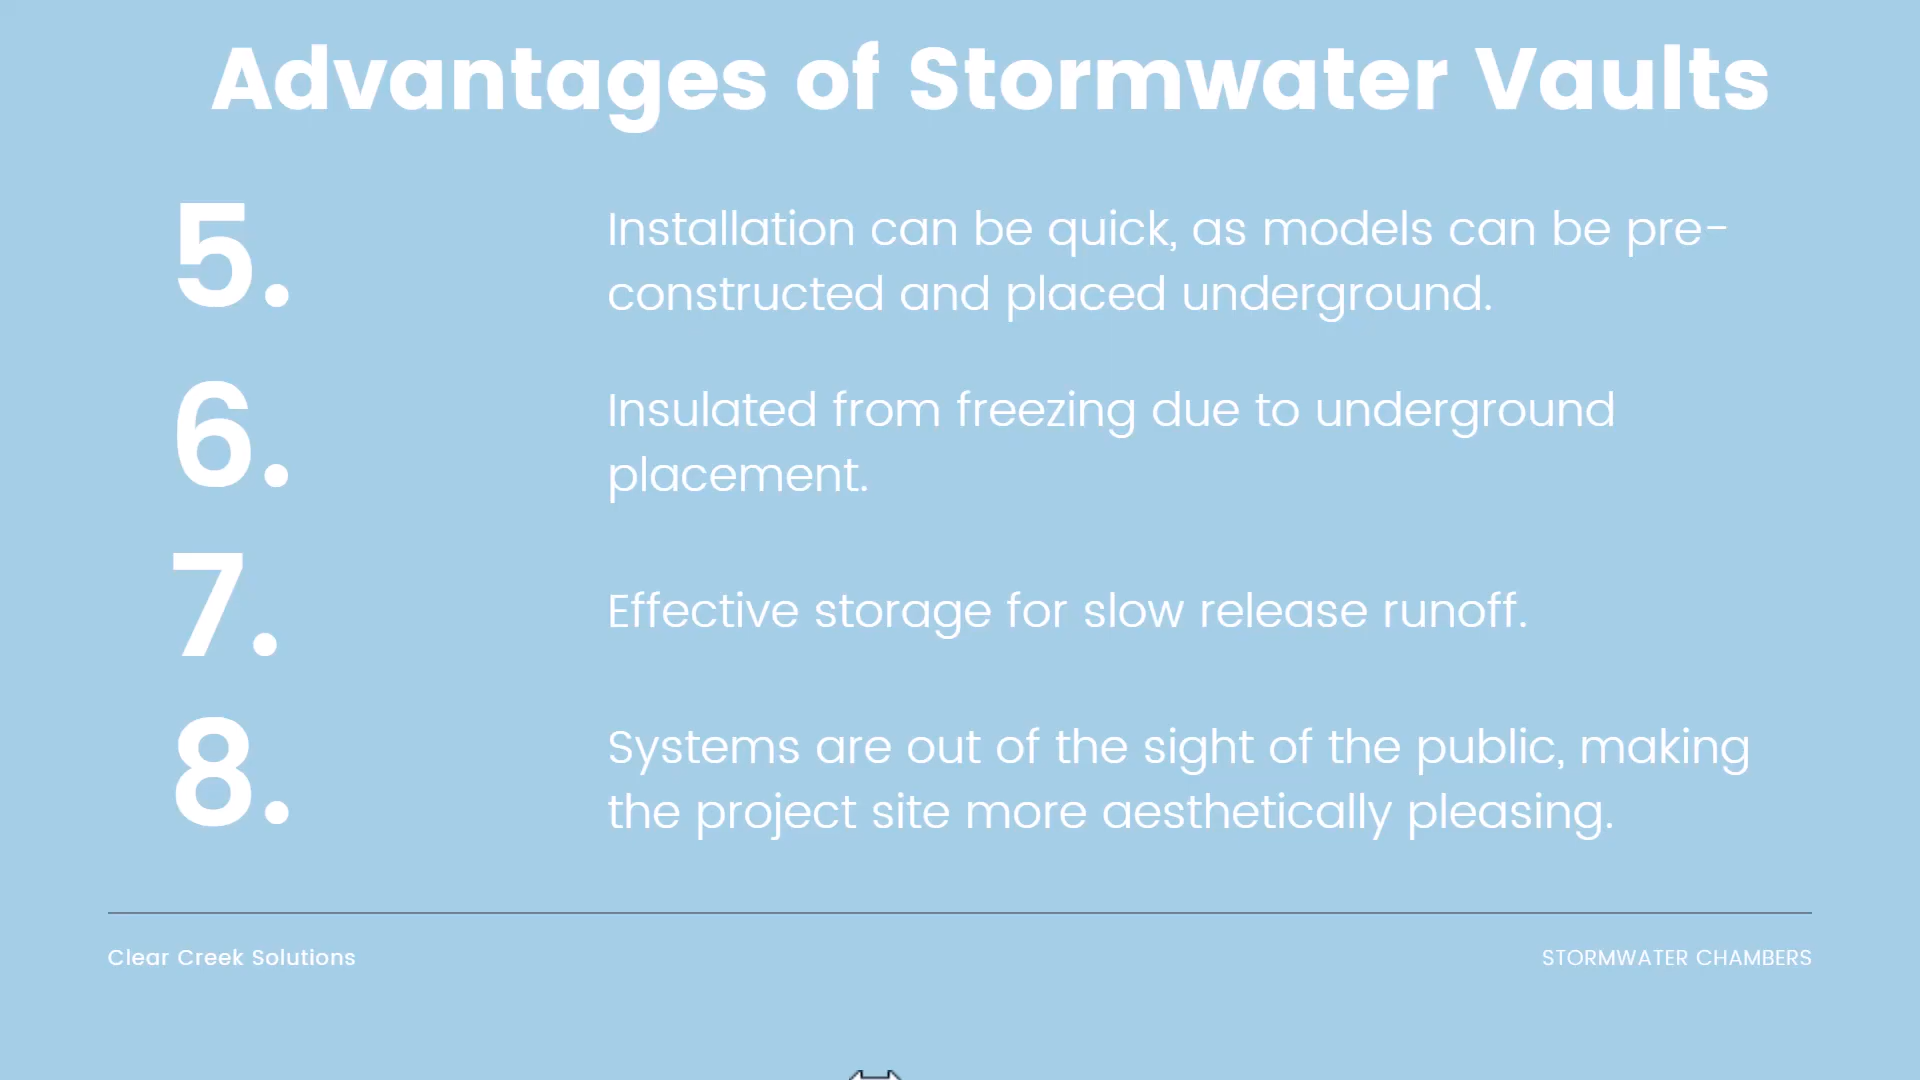 Advantages of Stormwater Vaults
5.
Installation can be quick, as models can be pre-
constructed and placed underground.
6.
Insulated from freezing due to underground
placement.
7.
Effective storage for slow release runoff.
8.
Systems are out of the sight of the public, making
the project site more aesthetically pleasing.
Clear Creek Solutions
STORMWATER CHAMBERS